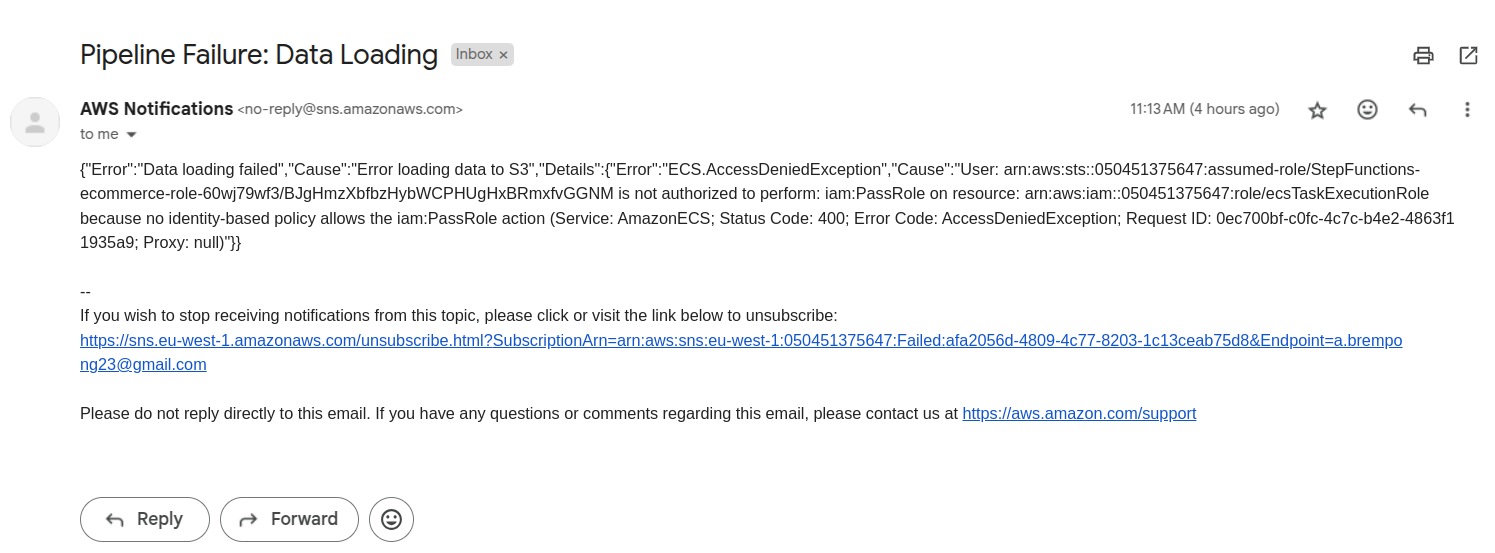 Pipeline Failure: Data Loading Inbox ×
AWS Notifications <no-reply@sns.amazonaws.com> 11:13 AM (4 hours ago)
to me
{"Error":"Data loading failed","Cause":"Error loading data to S3","Details":{"Error":"ECS.AccessDeniedException","Cause":"User: arn:aws:sts::050451375647:assumed-role/StepFunctions-
ecommerce-role-60wj79wf3/BJgHmzXbfbzHybWCPHUgHxBRmxfvGGNM is not authorized to perform: iam:PassRole on resource: arn:aws:iam::050451375647:role/ecsTaskExecutionRole
because no identity-based policy allows the iam:PassRole action (Service: AmazonECS; Status Code: 400; Error Code: AccessDeniedException; Request ID: 0ec700bf-c0fc-4c7c-b4e2-4863f1
1935a9; Proxy: null)"}}
--
If you wish to stop receiving notifications from this topic, please click or visit the link below to unsubscribe:
https://sns.eu-west-1.amazonaws.com/unsubscribe.html?SubscriptionArn=arn:aws:sns:eu-west-1:050451375647:Failed:afa2056d-4809-4c77-8203-1c13ceab75d8&Endpoint=a.brempo
ng23@gmail.com
Please do not reply directly to this email. If you have any questions or comments regarding this email, please contact us at https://aws.amazon.com/support
Reply Forward